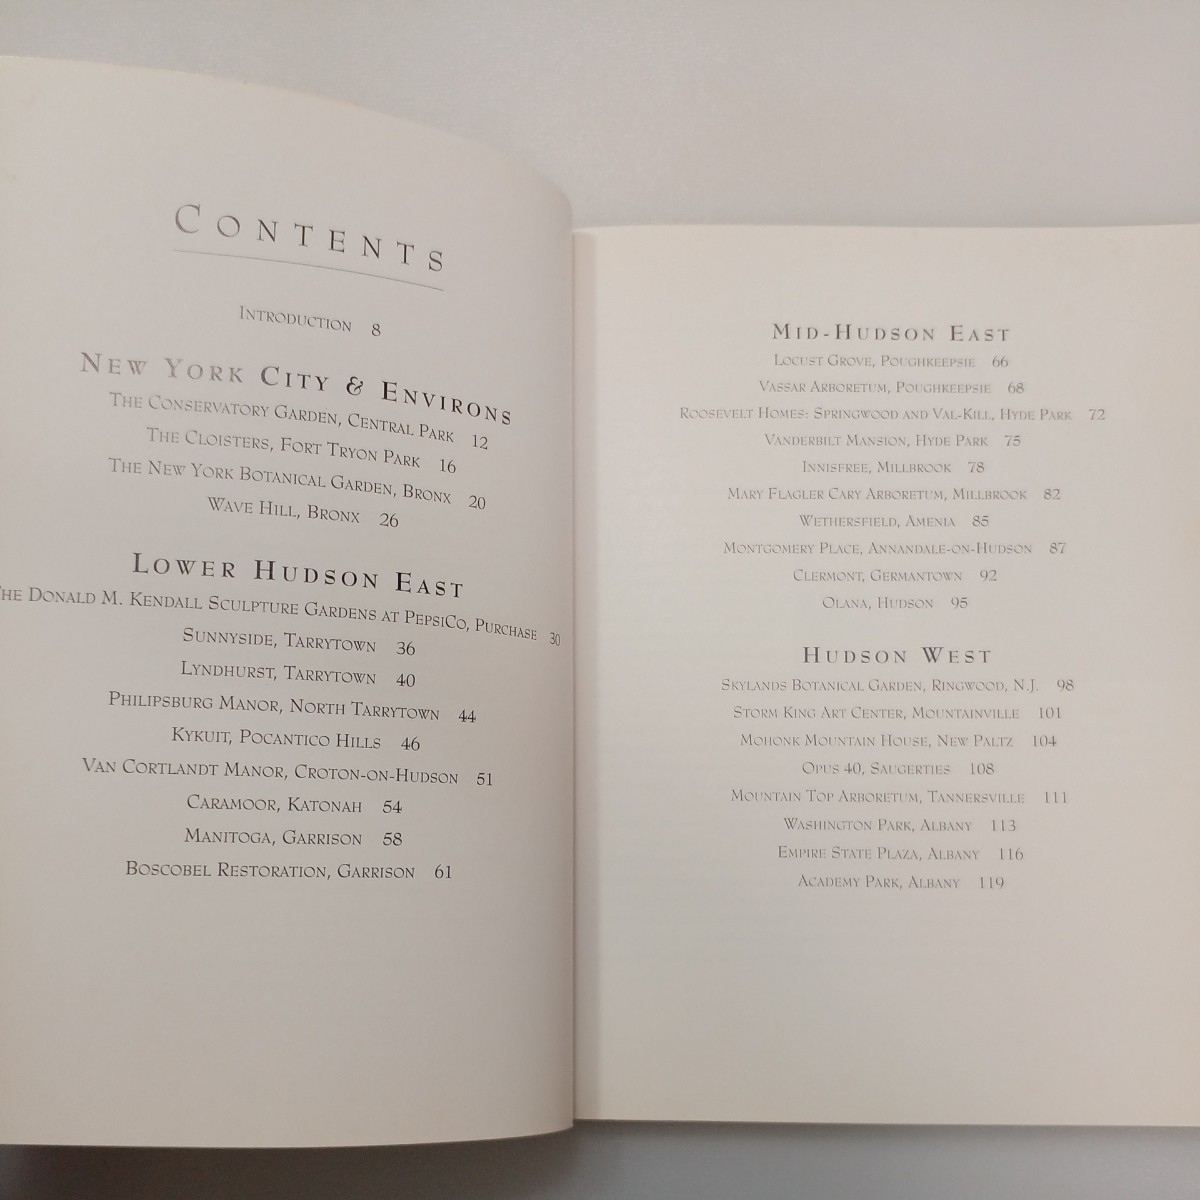 CONTENTS
INTRODUCTION 8
NEW YORK CITY & ENVIRONS
THE CONSERVATORY GARDEN, CENTRAL PARK 12
THE CLOISTERS, FORT TRYON PARK 16
THE NEW YORK BOTANICAL GARDEN, BRONX 20
WAVE HILL, BRONX 26
LOWER HUDSON EAST
THE DONALD M. KENDALL SCULPTURE GARDENS AT PEPSICO, PURCHASE 30
SUNNYSIDE, TARRYTOWN 36
LYNDHURST, TARRYTOWN 40
PHILIPSBURG MANOR, NORTH TARRYTOWN 44
KYKUIT, POCANTICO HILLS 46
VAN CORTLANDT MANOR, CROTON-ON-HUDSON 51
CARAMOOR, KATONAH 54
MANITOGA, GARRISON 58
BOSCOBEL RESTORATION, GARRISON 61
MID-HUDSON EAST
LOCUST GROVE, POUGHKEEPSIE 66
VASSAR ARBORETUM, POUGHKEEPSIE 68
ROOSEVELT HOMES: SPRINGWOOD AND VAL-KILL, HYDE PARK 72
VANDERBILT MANSION, HYDE PARK 75
INNISFREE, MILLBROOK 78
MARY FLAGLER CARY ARBORETUM, MILLBROOK 82
WETHERSFIELD, AMENIA 85
MONTGOMERY PLACE, ANNANDALE-ON-HUDSON 87
CLERMONT, GERMANTOWN 92
OLANA, HUDSON 95
HUDSON WEST
SKYLANDS BOTANICAL GARDEN, RINGWOOD, N.J. 98
STORM KING ART CENTER, MOUNTAINVILLE 101
MOHONK MOUNTAIN HOUSE, NEW PALTZ 104
OPUS 40, SAUGERTIES 108
MOUNTAIN TOP ARBORETUM, TANNERSVILLE 111
WASHINGTON PARK, ALBANY 113
EMPIRE STATE PLAZA, ALBANY 116
ACADEMY PARK, ALBANY 119